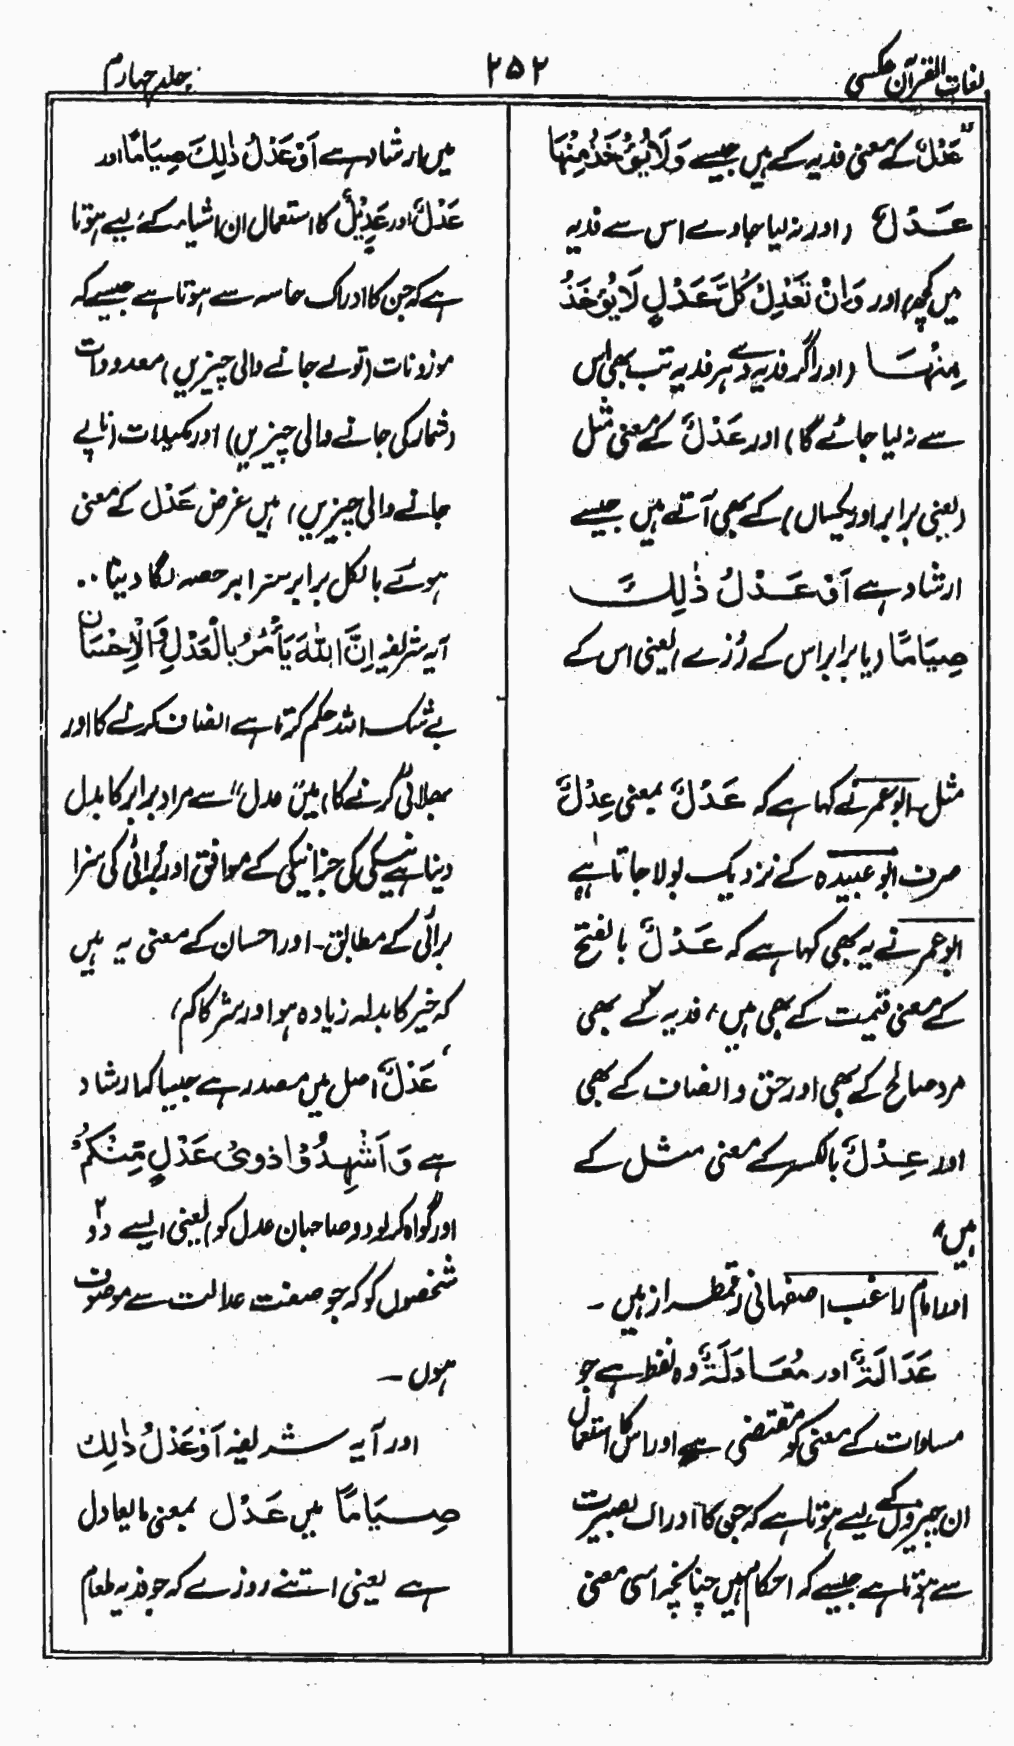 لغات القرآن عکسی
۲۵۲
جلد چہارم
عَدْلٌ کے معنی فدیہ کے ہیں جیسے وَلَا يُؤْخَذُ مِنْهَا
عَدْلٌ (اور نہ لیا جاوے اس سے فدیہ
میں کچھ) اور وَاِنْ تَعْدِلْ كُلَّ عَدْلٍ لَا يُؤْخَذْ
مِنْهَا (اور اگر فدیہ دے ہر فدیہ تب بھی اس
سے نہ لیا جائے گا) اور عَدْلٌ کے معنی مثل
(یعنی برابر اور یکساں) کے بھی آتے ہیں جیسے
ارشاد ہے اَوْ عَدْلُ ذٰلِكَ
صِيَامًا (یا برابر اس کے روزے) یعنی اس کے
مثل۔ ابو عمر نے کہا ہے کہ عَدْلٌ بمعنی عِدْلٌ
صرف ابو عبیدہ کے نزدیک بولا جاتا ہے
ابو عمر نے یہ بھی کہا ہے کہ عَدْلٌ بالفتح
کے معنی قیمت کے بھی ہیں، فدیہ کے بھی
مرد صالح کے بھی اور حق و انصاف کے بھی
اور عِدْلٌ بالکسر کے معنی مثل کے
ہیں،
اور امام راغب اصفہانی رقمطراز ہیں ۔
عَدَالَةٌ اور مُعَادَلَةٌ وہ لفظ ہے جو
مساوات کے معنی کو مقتضی ہے اور اس کا استعمال
ان چیزوں کے لیے ہوتا ہے کہ جن کا ادراک بصیرت
سے ہوتا ہے جیسے کہ احکام ہیں چنانچہ اسی معنی
میں ارشاد ہے اَوْ عَدْلُ ذٰلِكَ صِيَامًا اور
عَدْلٌ اور عَدِيْلٌ کا استعمال ان اشیاء کے لیے ہوتا
ہے کہ جن کا ادراک حاسہ سے ہوتا ہے جیسے کہ
موزونات (تولے جانے والی چیزیں) معدودات
(شمار کی جانے والی چیزیں) اور مکیلات (ناپے
جانے والی چیزیں) ہیں غرض عَدْل کے معنی
ہوئے بالکل برابر سرابر حصہ لگا دینا ۰۰
آیہ شریفہ اِنَّ اللّٰهَ يَأْمُرُ بِالْعَدْلِ وَالْاِحْسَانِ
بے شک اللہ حکم کرتا ہے انصاف کرنے کا اور
بھلائی کرنے کا) میں "عدل" سے مراد برابر کا بدل
دینا ہے نیکی کی جزا نیکی کے موافق اور برائی کی سزا
برائی کے مطابق ۔ اور احسان کے معنی یہ ہیں
کہ خیر کا بدلہ زیادہ ہو اور شر کا کم،
عَدْلٌ اصل میں مصدر ہے جیسا کہ ارشاد
ہے وَ اَشْهِدُوْا ذَوَىْ عَدْلٍ مِّنْكُمْ
اور گواہ کر لو دو صاحبان عدل کو) یعنی ایسے دو
شخصوں کو کہ جو صفت عدالت سے موصوف
ہوں ۔
اور آیہ شریفہ اَوْ عَدْلُ ذٰلِكَ
صِيَامًا میں عَدْل بمعنی ما یعادل
ہے یعنی اتنے روزے کہ جو فدیہ طعام